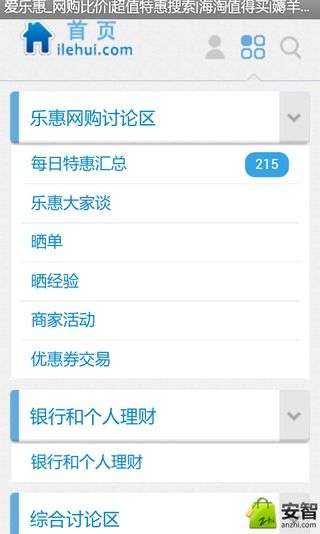 爱乐惠_网购比价|超值特惠搜索|海淘值得买|薅羊...
首页
ilehui.com
乐惠网购讨论区
每日特惠汇总
215
乐惠大家谈
晒单
晒经验
商家活动
优惠券交易
银行和个人理财
银行和个人理财
综合讨论区
安智
anzhi.com
zhi